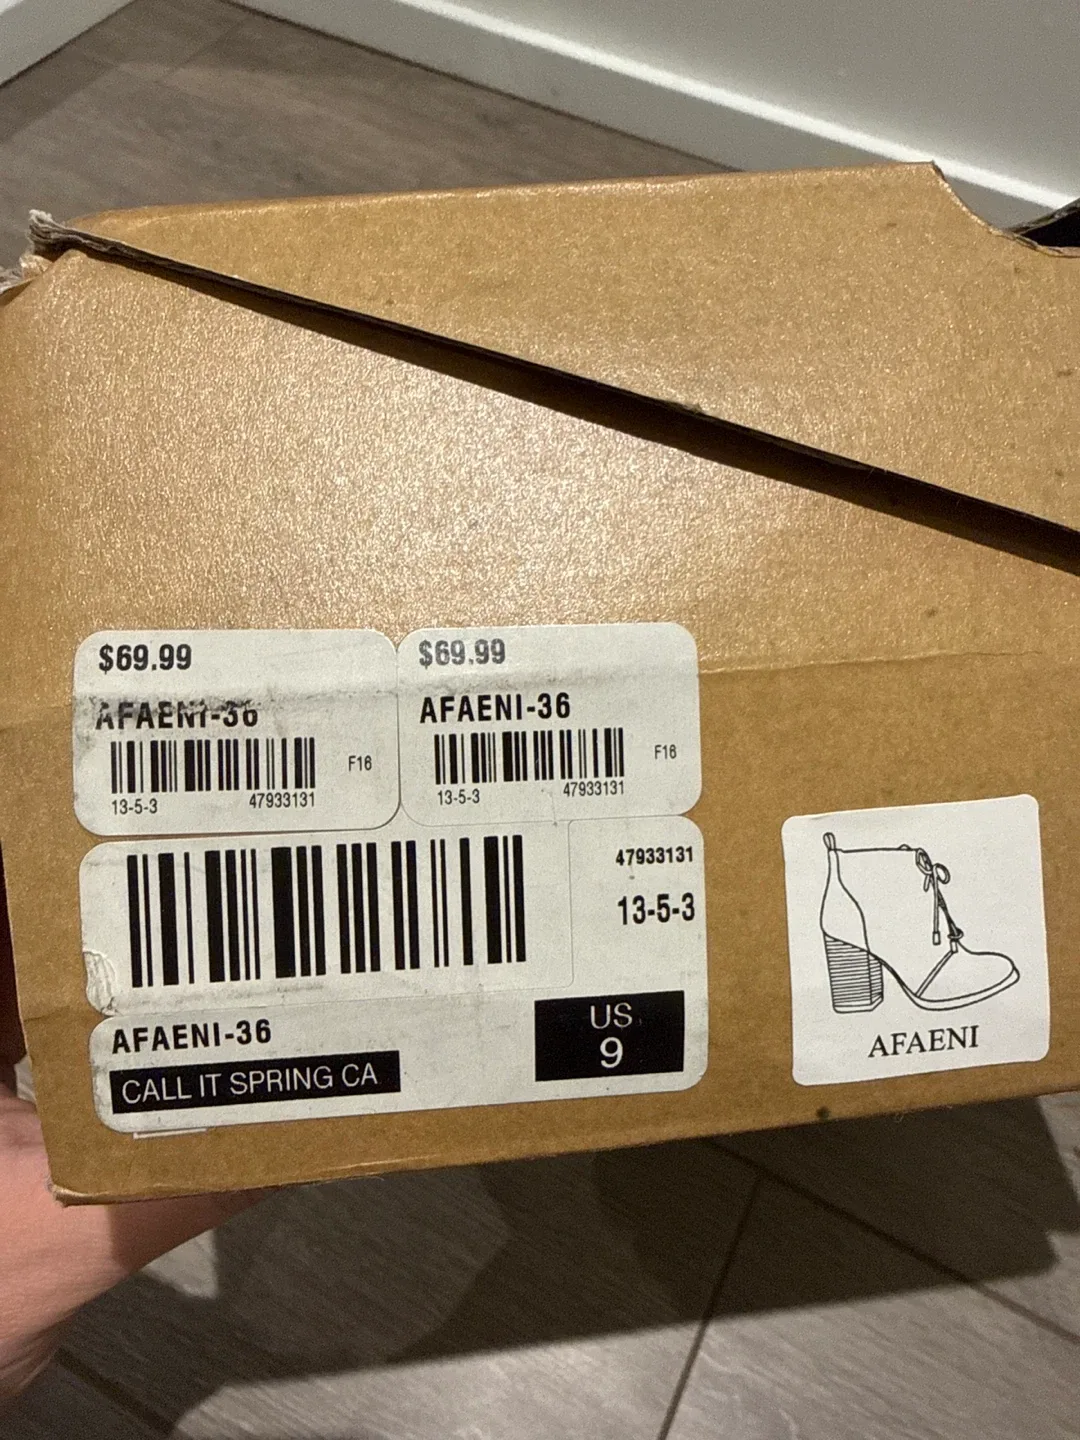 $69.99
AFAENI-36
F16
13-5-3 47933131
$69.99
AFAENI-36
F16
13-5-3 47933131
47933131
13-5-3
AFAENI-36
CALL IT SPRING CA
US
9
AFAENI